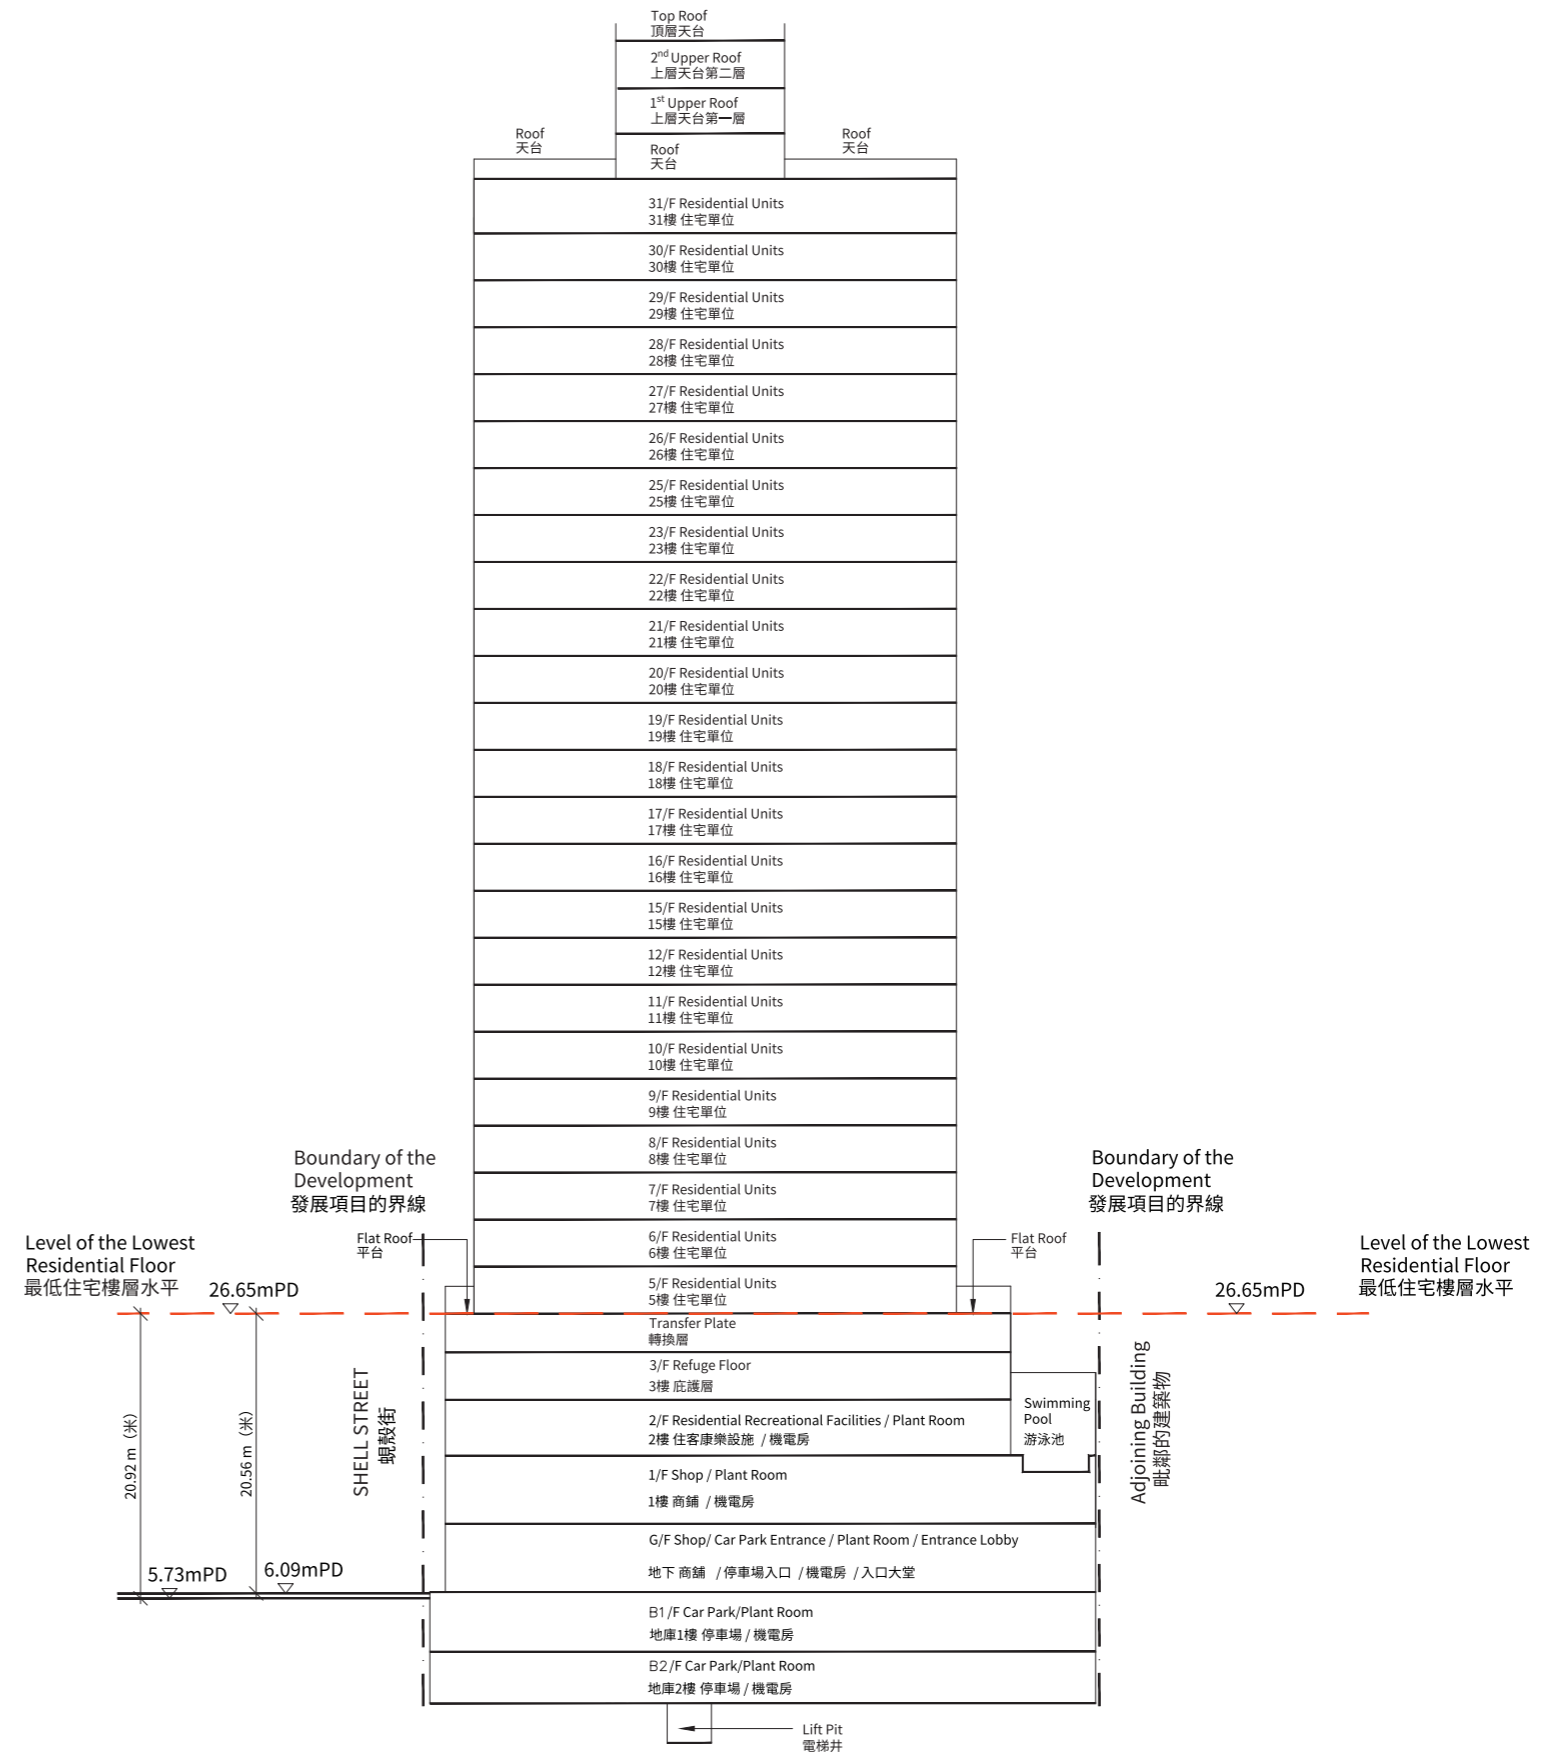 Top Roof
頂層天台
2nd Upper Roof
上層天台第二層
1st Upper Roof
上層天台第一層
Roof
天台
Roof
天台
Roof
天台
31/F Residential Units
31樓 住宅單位
30/F Residential Units
30樓 住宅單位
29/F Residential Units
29樓 住宅單位
28/F Residential Units
28樓 住宅單位
27/F Residential Units
27樓 住宅單位
26/F Residential Units
26樓 住宅單位
25/F Residential Units
25樓 住宅單位
23/F Residential Units
23樓 住宅單位
22/F Residential Units
22樓 住宅單位
21/F Residential Units
21樓 住宅單位
20/F Residential Units
20樓 住宅單位
19/F Residential Units
19樓 住宅單位
18/F Residential Units
18樓 住宅單位
17/F Residential Units
17樓 住宅單位
16/F Residential Units
16樓 住宅單位
15/F Residential Units
15樓 住宅單位
12/F Residential Units
12樓 住宅單位
11/F Residential Units
11樓 住宅單位
10/F Residential Units
10樓 住宅單位
9/F Residential Units
9樓 住宅單位
8/F Residential Units
8樓 住宅單位
7/F Residential Units
7樓 住宅單位
6/F Residential Units
6樓 住宅單位
5/F Residential Units
5樓 住宅單位
Boundary of the
Development
發展項目的界線
Boundary of the
Development
發展項目的界線
Flat Roof
平台
Flat Roof
平台
Level of the Lowest
Residential Floor
最低住宅樓層水平
26.65mPD
Level of the Lowest
Residential Floor
最低住宅樓層水平
26.65mPD
Transfer Plate
轉換層
3/F Refuge Floor
3樓 庇護層
2/F Residential Recreational Facilities / Plant Room
2樓 住客康樂設施 / 機電房
Swimming
Pool
游泳池
1/F Shop / Plant Room
1樓 商鋪 / 機電房
G/F Shop/ Car Park Entrance / Plant Room / Entrance Lobby
地下 商舖 / 停車場入口 / 機電房 / 入口大堂
20.92 m (米)
20.56 m (米)
SHELL STREET
蜆殼街
Adjoining Building
毗鄰的建築物
5.73mPD
6.09mPD
B1/F Car Park/Plant Room
地庫1樓 停車場 / 機電房
B2/F Car Park/Plant Room
地庫2樓 停車場 / 機電房
Lift Pit
電梯井